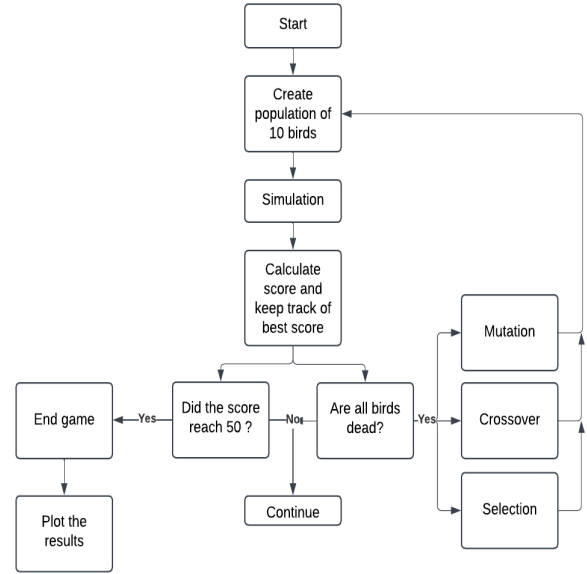 Start
Create
population of
10 birds
Simulation
Calculate
score and
keep track of
best score
Mutation
End game
Yes
Did the score
reach 50 ?
No
Are all birds
dead?
Yes
Crossover
Plot the
results
Continue
Selection